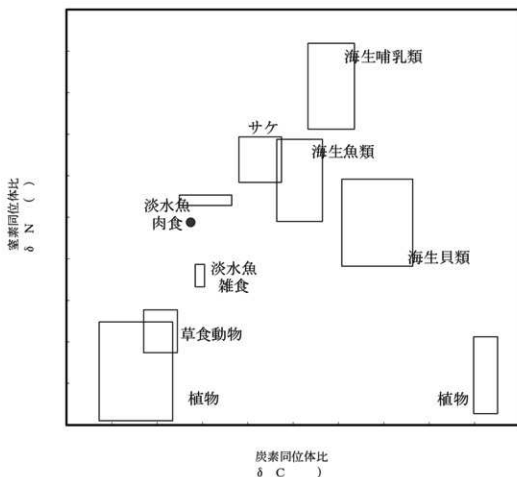 海生哺乳類
サケ
海生魚類
淡水魚
肉食
海生貝類
淡水魚
雑食
草食動物
植物
植物
窒素同位体比
δ N ( )
炭素同位体比
δ C )